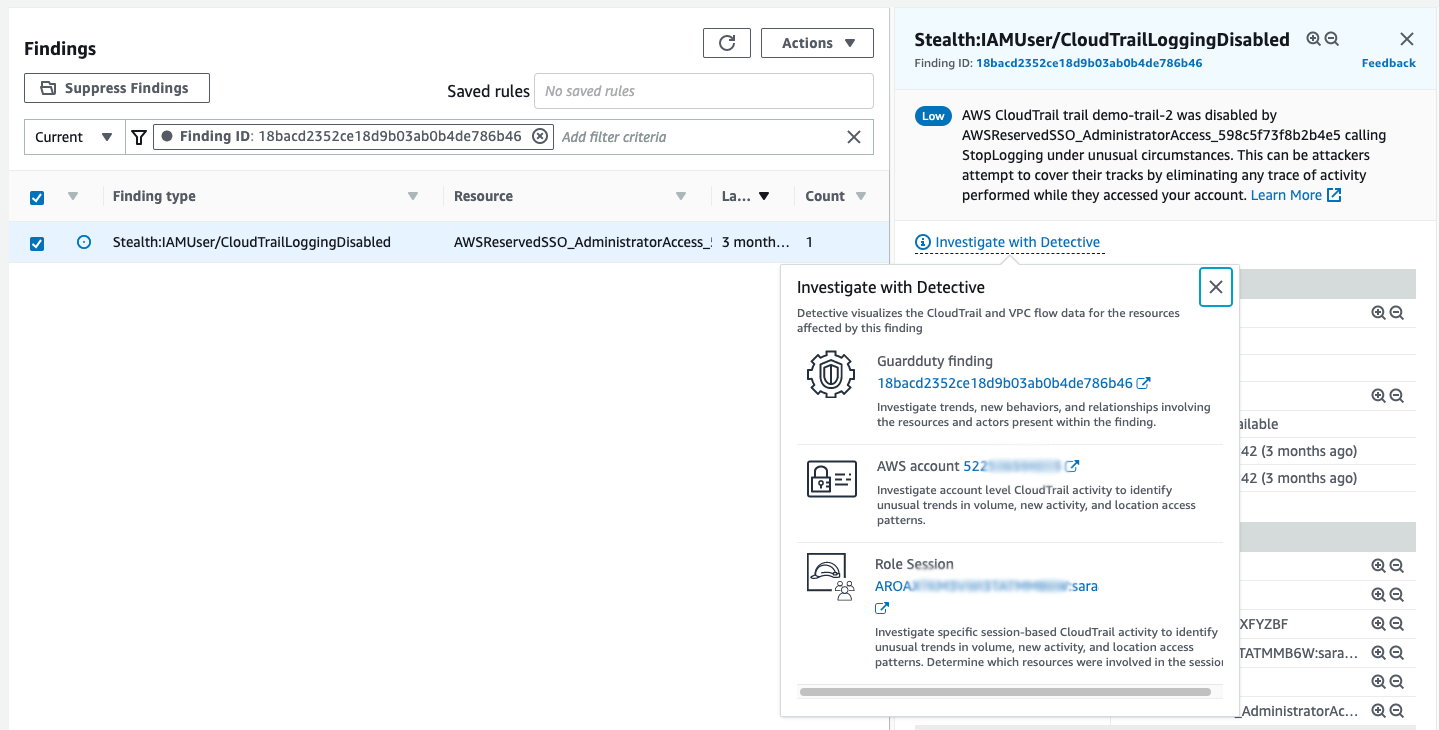 Findings
Actions
Suppress Findings
Saved rules
No saved rules
Current
Finding ID: 18bacd2352ce18d9b03ab0b4de786b46
Add filter criteria
Finding type
Resource
La...
Count
Stealth:IAMUser/CloudTrailLoggingDisabled
AWSReservedSSO_AdministratorAccess_5
3 month...
1
Stealth:IAMUser/CloudTrailLoggingDisabled
Finding ID: 18bacd2352ce18d9b03ab0b4de786b46
Feedback
Low
AWS CloudTrail trail demo-trail-2 was disabled by
AWSReservedSSO_AdministratorAccess_598c5f73f8b2b4e5 calling
StopLogging under unusual circumstances. This can be attackers
attempt to cover their tracks by eliminating any trace of activity
performed while they accessed your account. Learn More
Investigate with Detective
Investigate with Detective
Detective visualizes the CloudTrail and VPC flow data for the resources
affected by this finding
Guardduty finding
18bacd2352ce18d9b03ab0b4de786b46
Investigate trends, new behaviors, and relationships involving
the resources and actors present within the finding.
AWS account 522
Investigate account level CloudTrail activity to identify
unusual trends in volume, new activity, and location access
patterns.
Role Session
AROA :sara
Investigate specific session-based CloudTrail activity to identify
unusual trends in volume, new activity, and location access
patterns. Determine which resources were involved in the session
ailable
42 (3 months ago)
42 (3 months ago)
XFYZBF
TATMMB6W:sara...
_AdministratorAc...